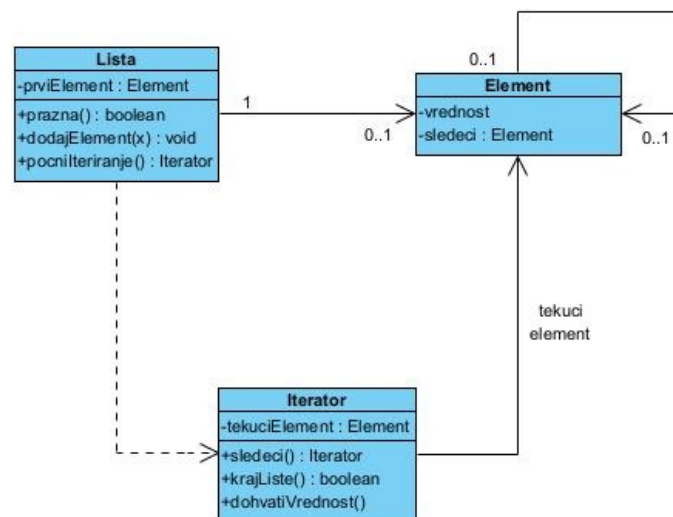 Lista
-prviElement : Element
+prazna() : boolean
+dodajElement(x) : void
+pocniIteriranje() : Iterator
1
0..1
0..1
Element
-vrednost
-sledeci : Element
0..1
tekuci
element
Iterator
-tekuciElement : Element
+sledeci() : Iterator
+krajListe() : boolean
+dohvatiVrednost()